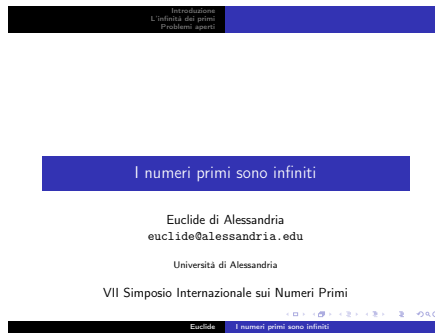 Introduzione
L'infinità dei primi
Problemi aperti
I numeri primi sono infiniti
Euclide di Alessandria
euclide@alessandria.edu
Università di Alessandria
VII Simposio Internazionale sui Numeri Primi
Euclide I numeri primi sono infiniti